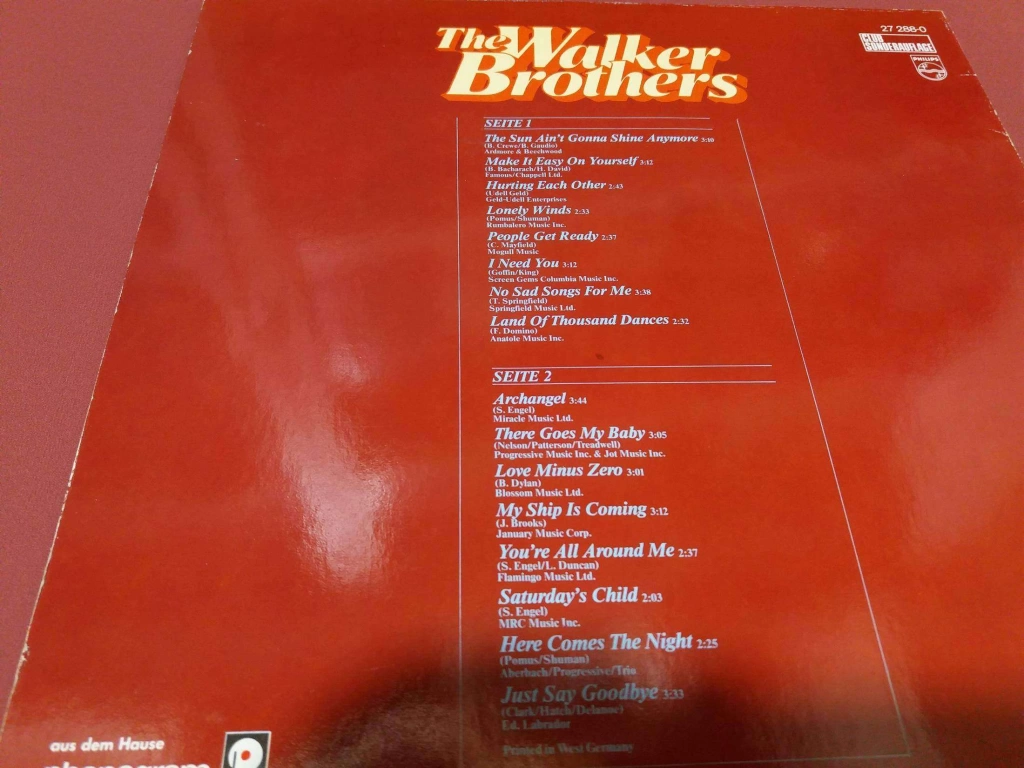 27 288-0
CLUB
SONDERAUFLAGE
PHILIPS
The Walker
Brothers
SEITE 1
The Sun Ain't Gonna Shine Anymore 3:10
(B. Crewe/B. Gaudio)
Ardmore & Beechwood
Make It Easy On Yourself 3:12
(B. Bacharach/H. David)
Famous/Chappell Ltd.
Hurting Each Other 2:43
(Udell Geld)
Geld-Udell Enterprises
Lonely Winds 2:33
(Pomus/Shuman)
Rumbalero Music Inc.
People Get Ready 2:37
(C. Mayfield)
Mogull Music
I Need You 3:12
(Goffin/King)
Screen Gems Columbia Music Inc.
No Sad Songs For Me 3:38
(T. Springfield)
Springfield Music Ltd.
Land Of Thousand Dances 2:32
(F. Domino)
Anatole Music Inc.
SEITE 2
Archangel 3:44
(S. Engel)
Miracle Music Ltd.
There Goes My Baby 3:05
(Nelson/Patterson/Treadwell)
Progressive Music Inc. & Jot Music Inc.
Love Minus Zero 3:01
(B. Dylan)
Blossom Music Ltd.
My Ship Is Coming 3:12
(J. Brooks)
January Music Corp.
You're All Around Me 2:37
(S. Engel/L. Duncan)
Flamingo Music Ltd.
Saturday's Child 2:03
(S. Engel)
MRC Music Inc.
Here Comes The Night 2:25
(Pomus/Shuman)
Aberbach/Progressive/Trio
Just Say Goodbye 3:33
(Clark/Hatch/Delanoe)
Ed. Labrador
Printed in West Germany
aus dem Hause
phonogram